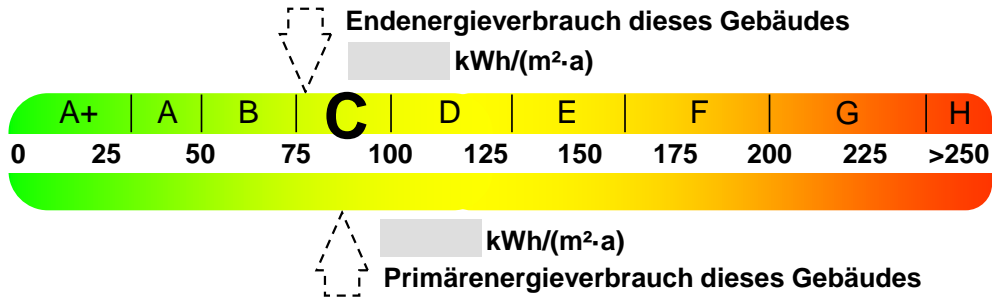 Endenergieverbrauch dieses Gebäudes
kWh/(m²·a)
A+ A B C D E F G H
0 25 50 75 100 125 150 175 200 225 >250
kWh/(m²·a)
Primärenergieverbrauch dieses Gebäudes